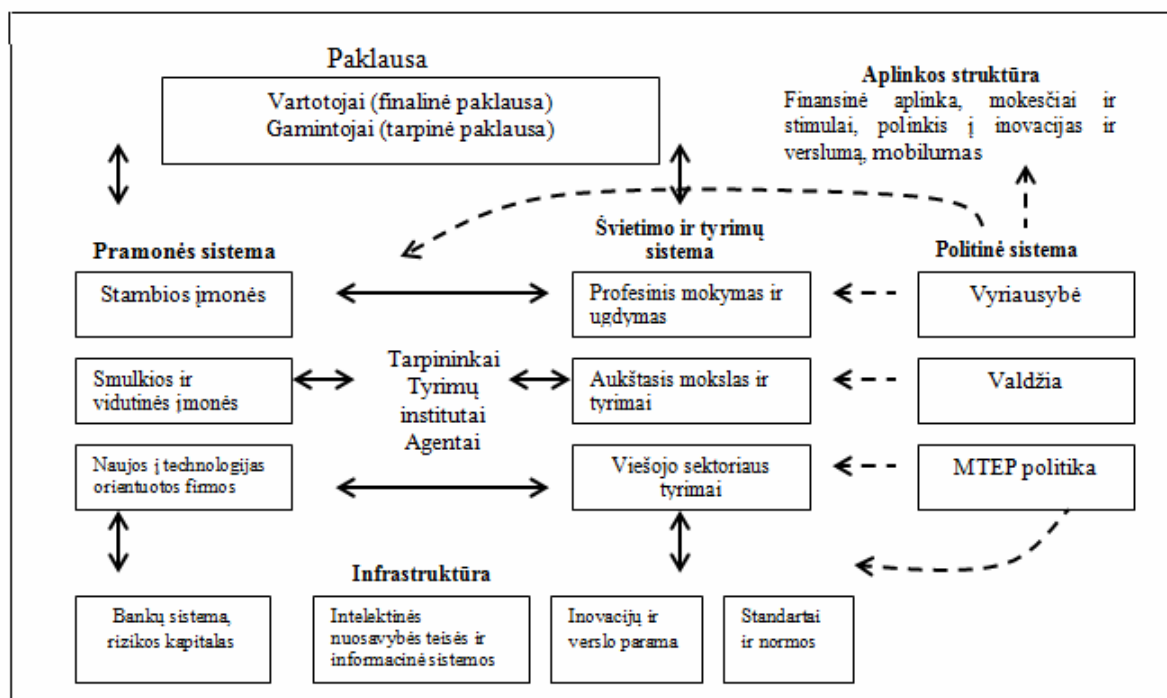 Paklausa
Vartotojai (finalinė paklausa)
Gamintojai (tarpinė paklausa)
Aplinkos struktūra
Finansinė aplinka, mokesčiai ir
stimulai, polinkis į inovacijas ir
verslumą, mobilumas
Pramonės sistema
Švietimo ir tyrimų
sistema
Politinė sistema
Stambios įmonės
Profesinis mokymas ir
ugdymas
Vyriausybė
Smulkios ir
vidutinės įmonės
Tarpininkai
Tyrimų
institutai
Agentai
Aukštasis mokslas ir
tyrimai
Valdžia
Naujos į technologijas
orientuotos firmos
Viešojo sektoriaus
tyrimai
MTEP politika
Infrastruktūra
Bankų sistema,
rizikos kapitalas
Intelektinės
nuosavybės teisės ir
informacinė sistemos
Inovacijų ir
verslo parama
Standartai
ir normos